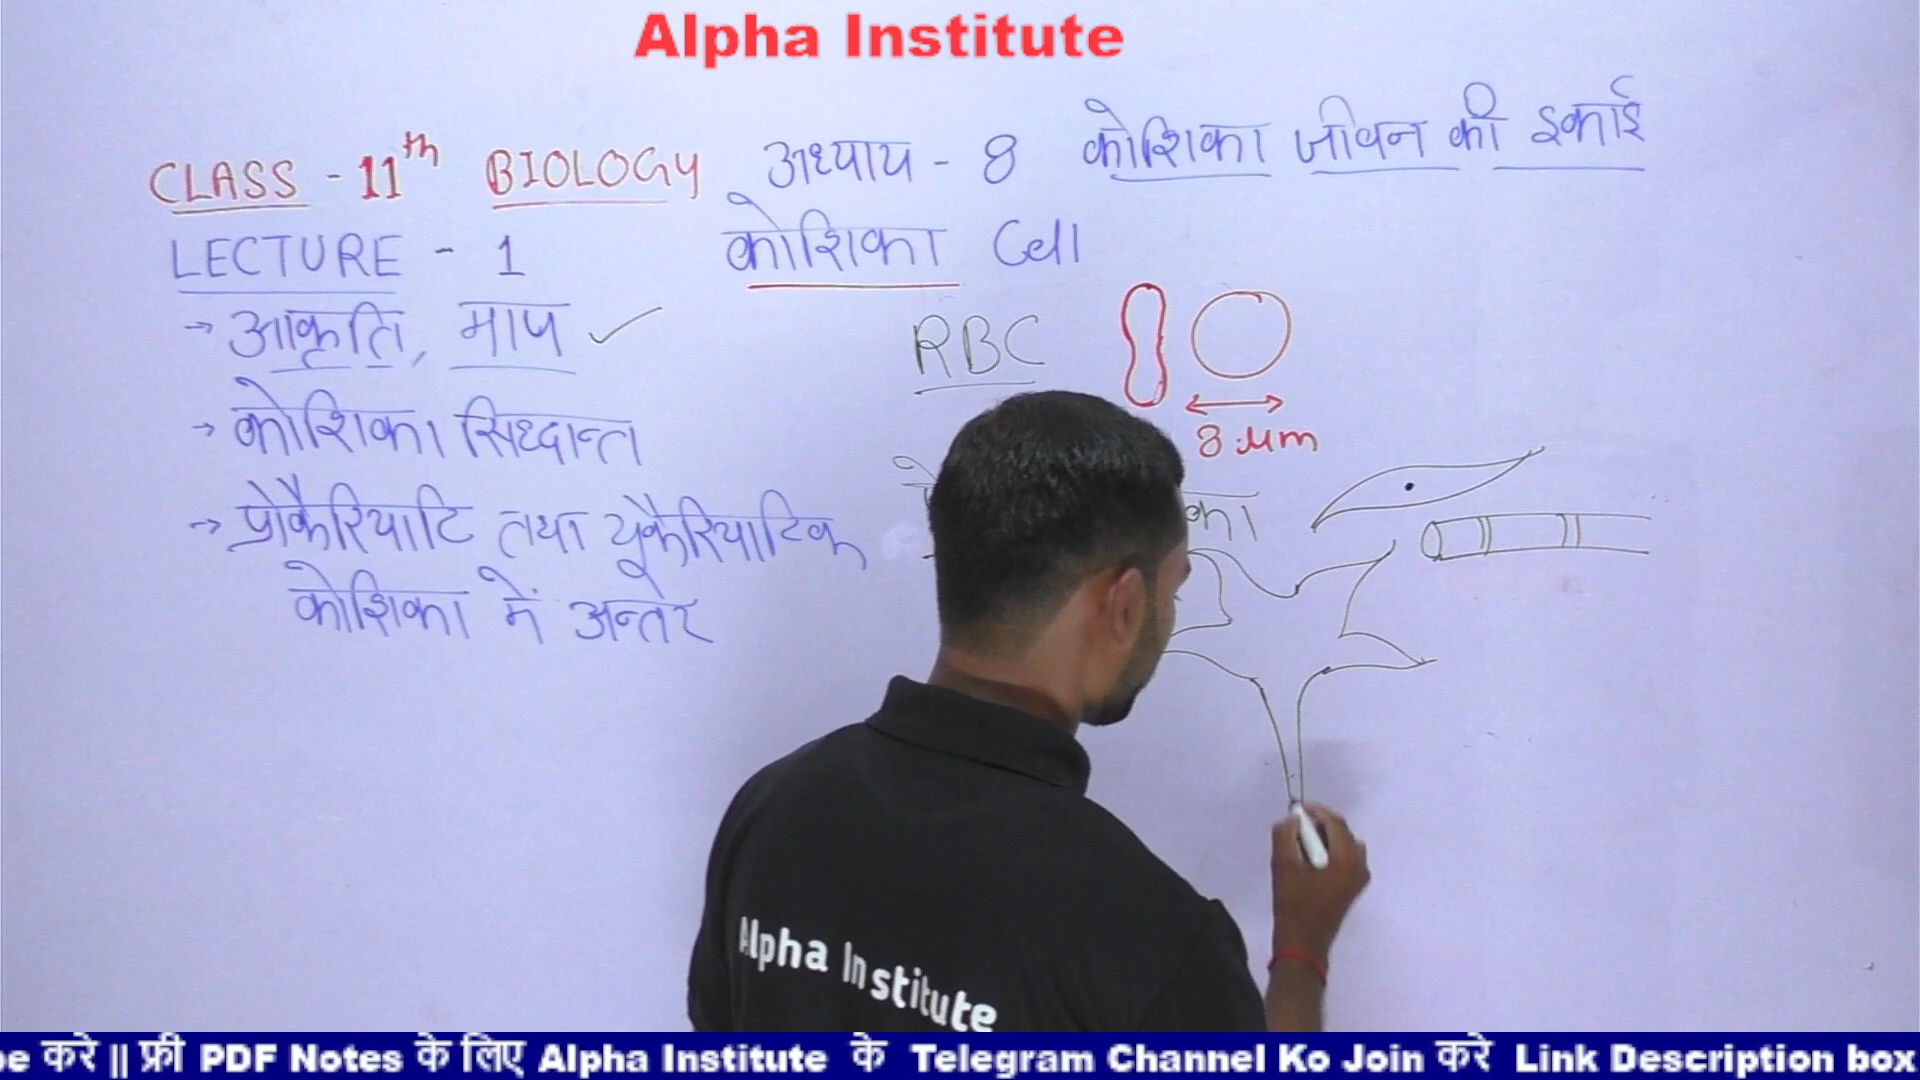 Alpha Institute
CLASS - 11th BIOLOGY अध्याय - 8 कोशिका जीवन की इकाई
LECTURE - 1 कोशिका Cell
→ आकृति, माप ✓
RBC
→ कोशिका सिध्दान्त
8 µm
का
→ प्रोकैरियाटि तथा यूकैरियाटिक
कोशिका में अन्तर
Alpha Institute
करे || फ्री PDF Notes के लिए Alpha Institute के Telegram Channel Ko Join करे Link Description box